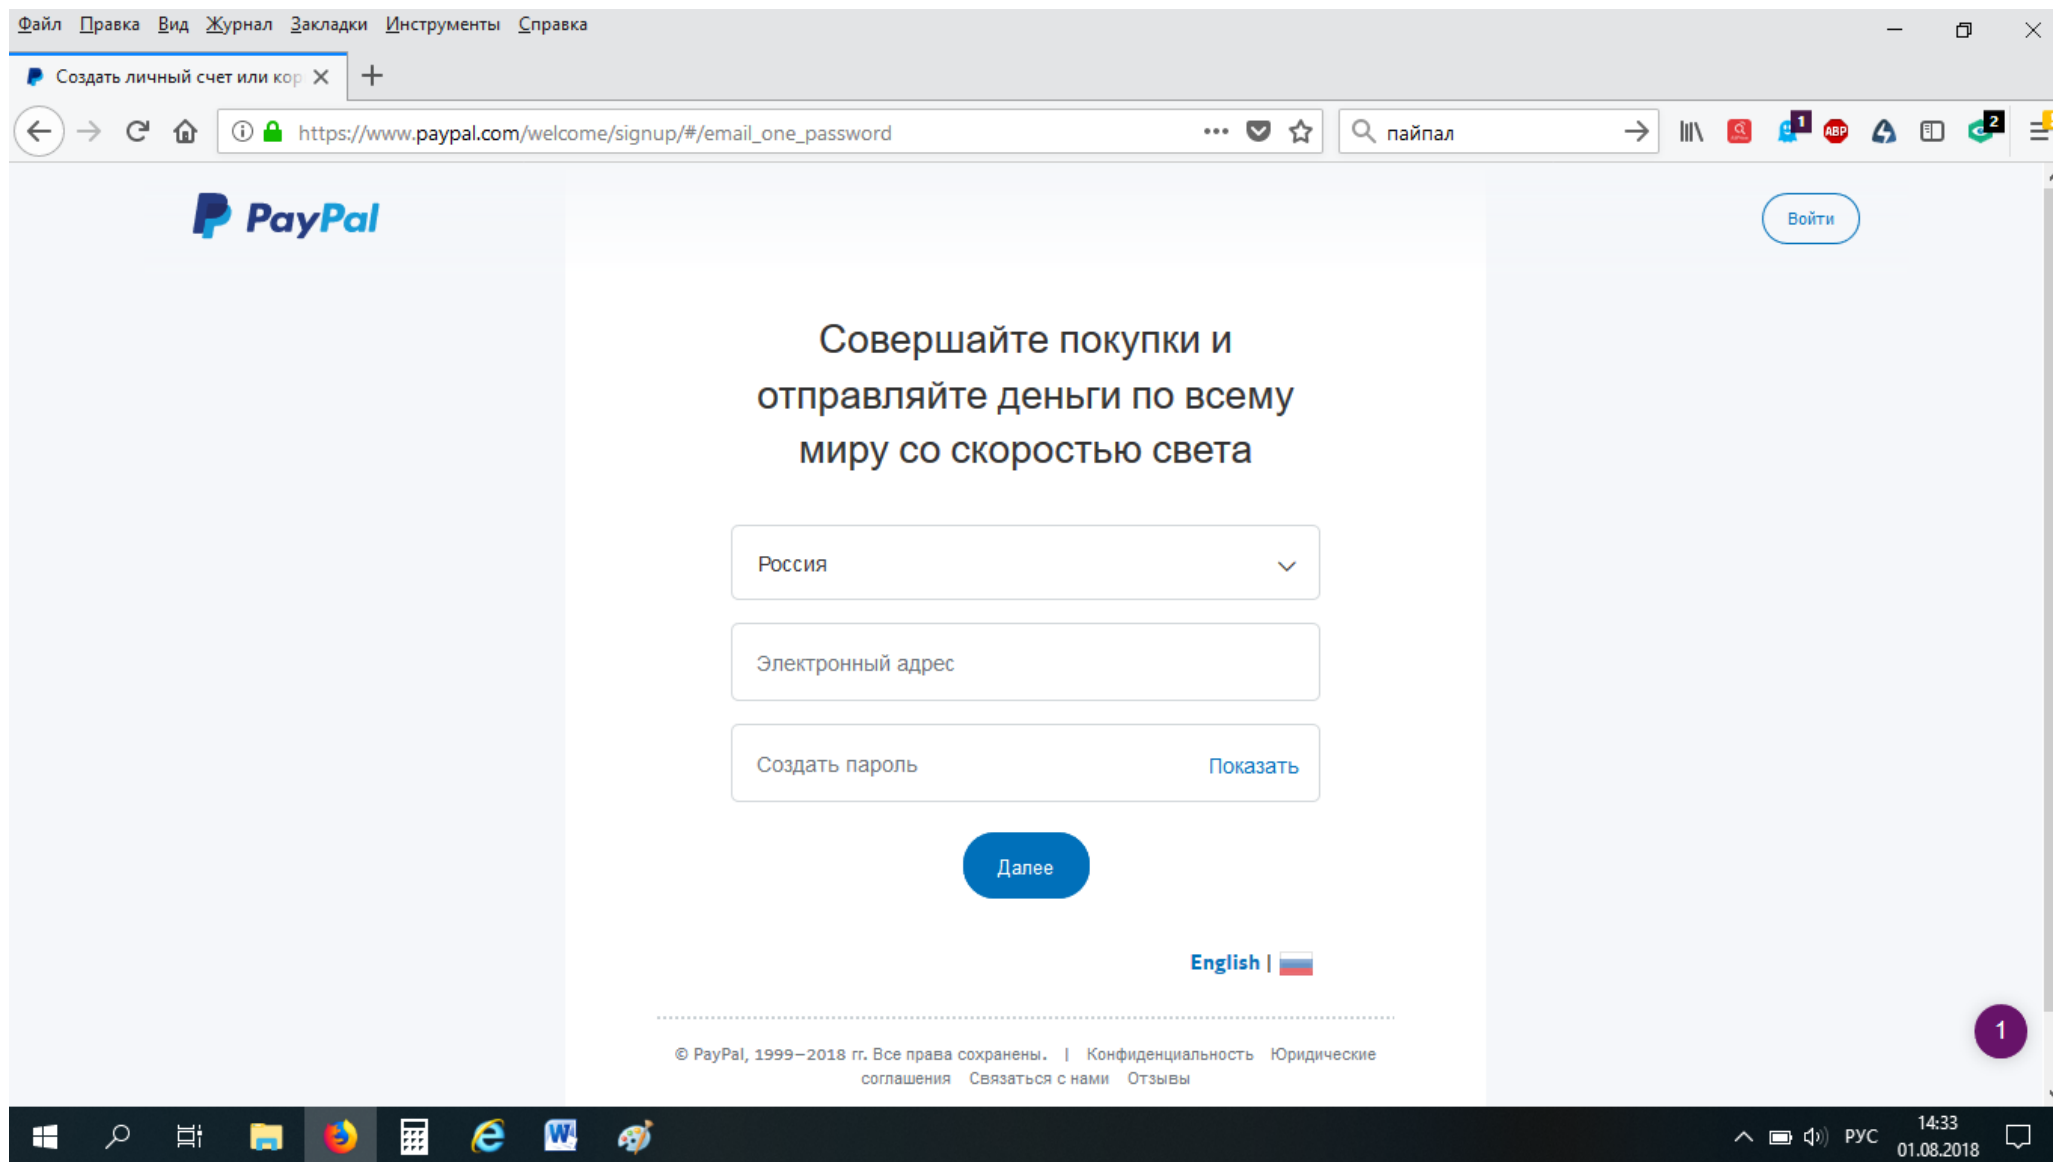 Файл Правка Вид Журнал Закладки Инструменты Справка
Создать личный счет или кор
https://www.paypal.com/welcome/signup/#/email_one_password
пайпал
1
ABP
2
PayPal
Войти
Совершайте покупки и
отправляйте деньги по всему
миру со скоростью света
Россия
Электронный адрес
Создать пароль
Показать
Далее
English |
1
© PayPal, 1999–2018 гг. Все права сохранены. | Конфиденциальность Юридические
соглашения Связаться с нами Отзывы
W
РУС
14:33
01.08.2018